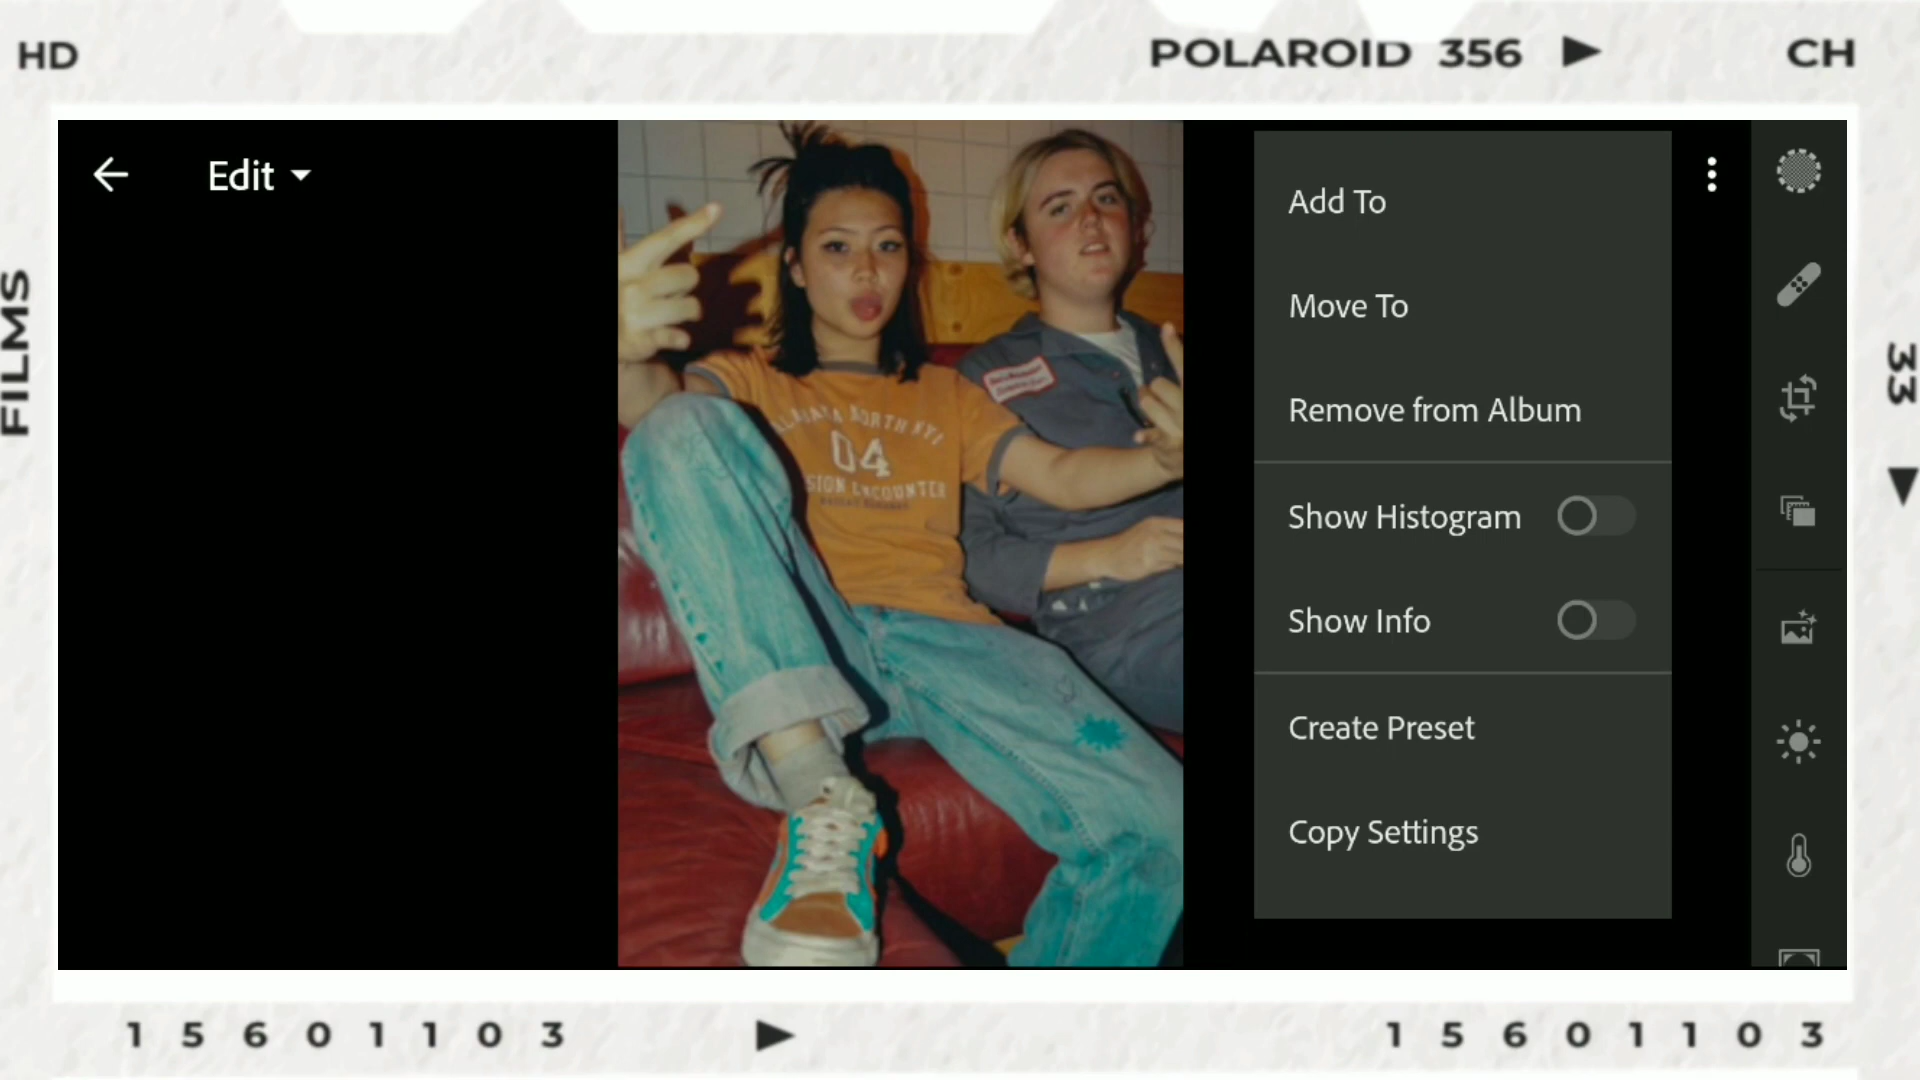 HD
POLAROID 356
CH
FILMS
33
Edit
Add To
Move To
Remove from Album
Show Histogram
Show Info
Create Preset
Copy Settings
NORTH
04
ENCOUNTER
1 5 6 0 1 1 0 3
1 5 6 0 1 1 0 3